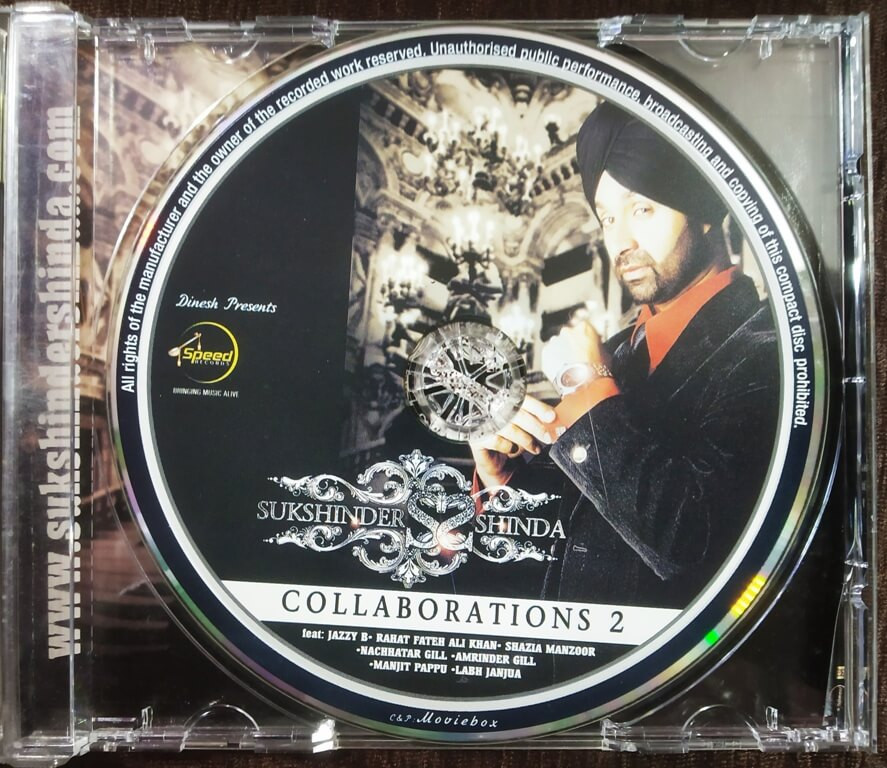 www.sukshindershinda.com
All rights of the manufacturer and the owner of the recorded work reserved. Unauthorised public performance, broadcasting and copying of this compact disc prohibited.
Dinesh Presents
Speed
RECORDS
BRINGING MUSIC ALIVE
SUKSHINDER SHINDA
COLLABORATIONS 2
feat: JAZZY B• RAHAT FATEH ALI KHAN• SHAZIA MANZOOR
•NACHHATAR GILL •AMRINDER GILL
•MANJIT PAPPU •LABH JANJUA
C&P Moviebox